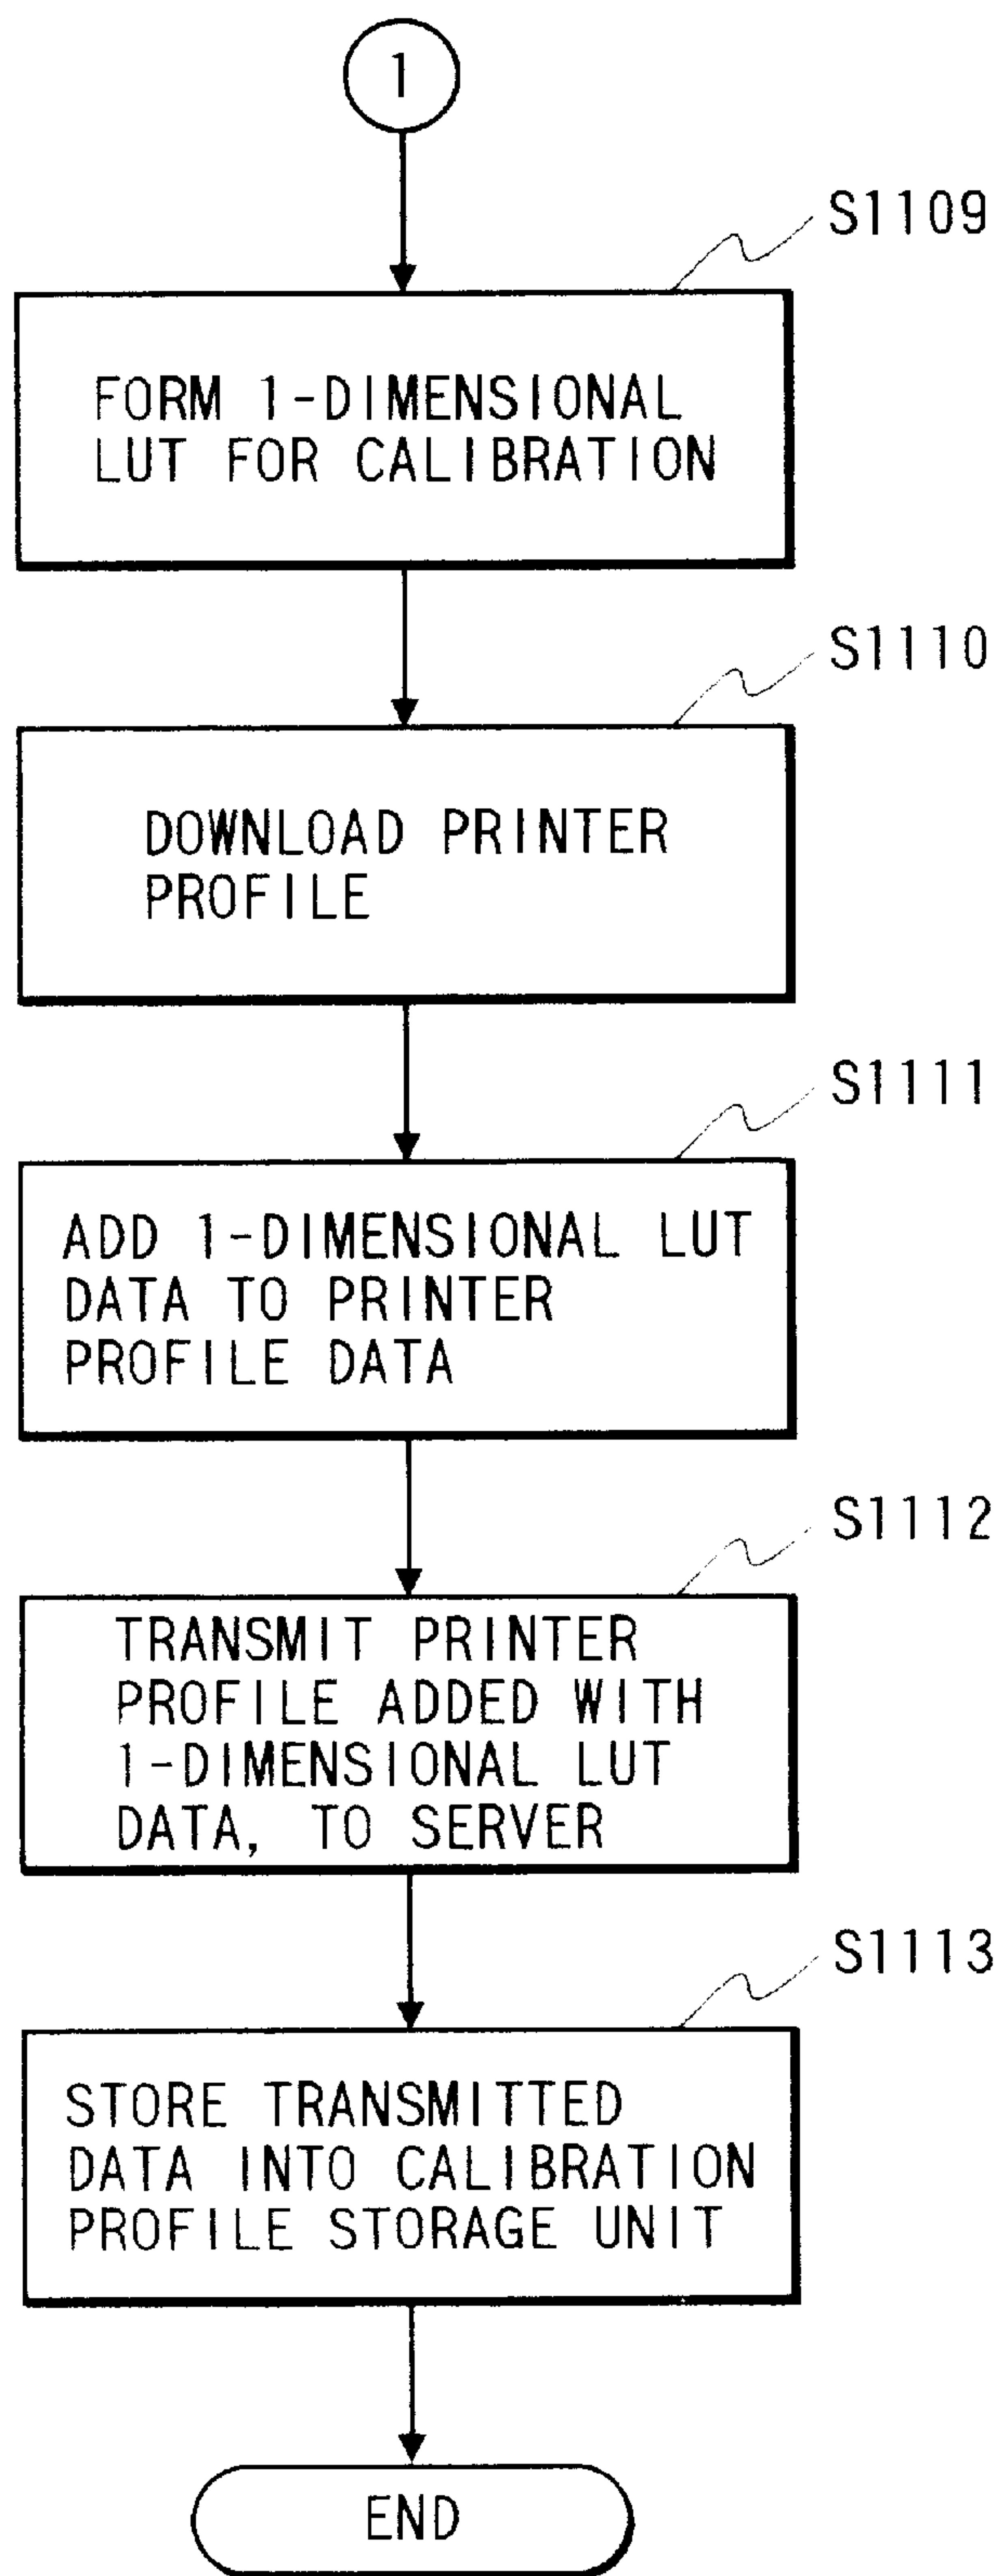 1
S1109
FORM 1-DIMENSIONAL
LUT FOR CALIBRATION
S1110
DOWNLOAD PRINTER
PROFILE
S1111
ADD 1-DIMENSIONAL LUT
DATA TO PRINTER
PROFILE DATA
S1112
TRANSMIT PRINTER
PROFILE ADDED WITH
1-DIMENSIONAL LUT
DATA, TO SERVER
S1113
STORE TRANSMITTED
DATA INTO CALIBRATION
PROFILE STORAGE UNIT
END